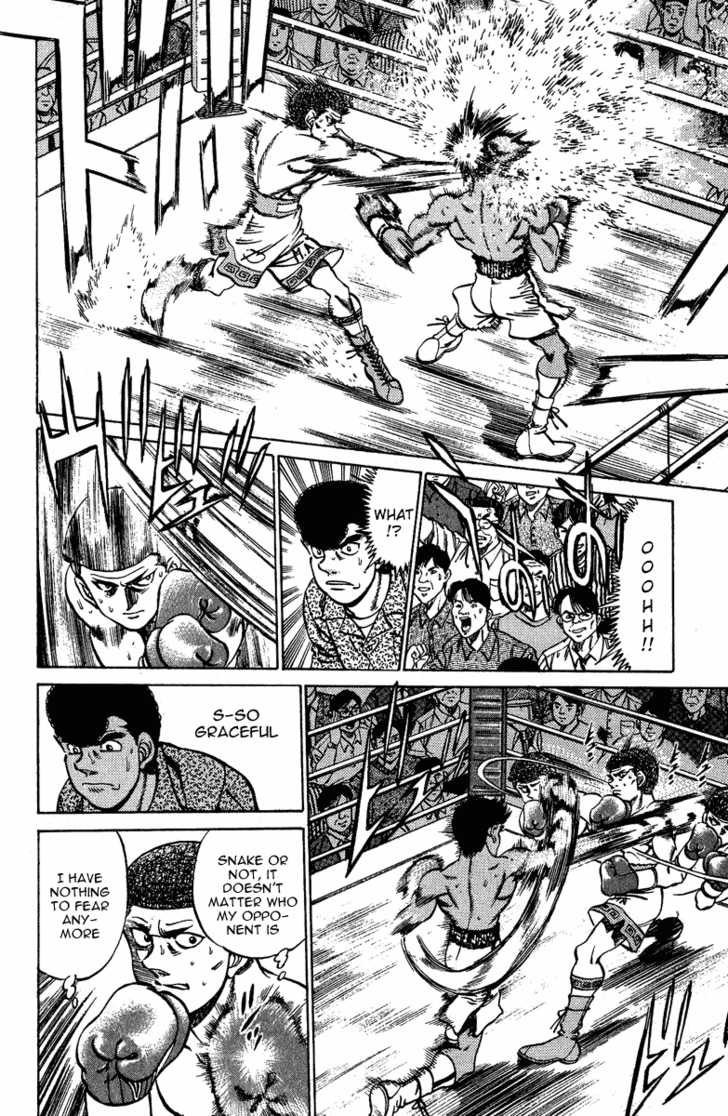 OOOHH!!
WHAT
!?
S-SO
GRACEFUL
SNAKE OR
NOT, IT
DOESN'T
MATTER WHO
MY OPPO-
NENT IS
I HAVE
NOTHING
TO FEAR
ANY-
MORE